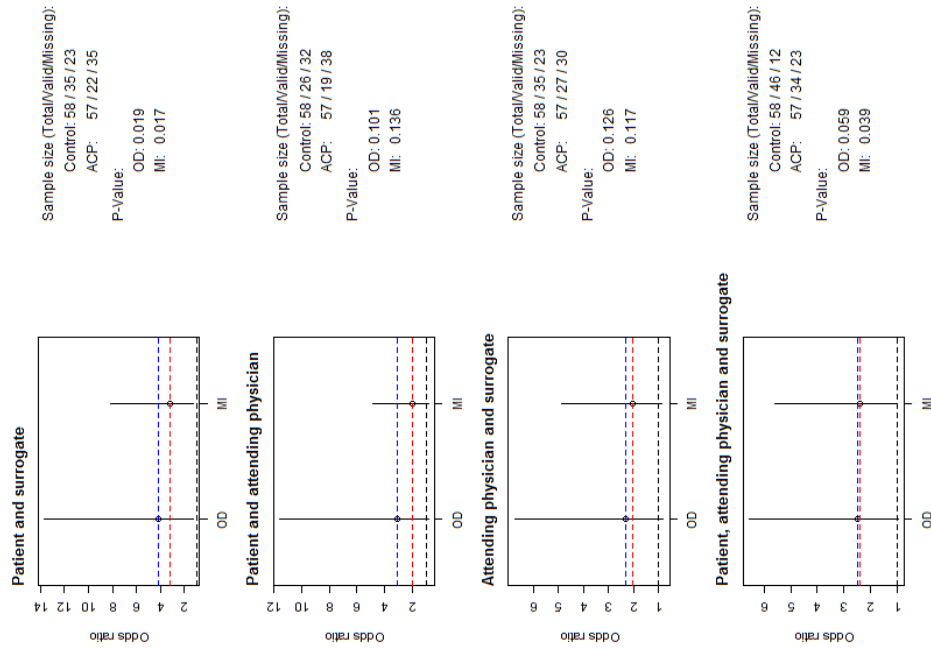 Patient and surrogate
Odds ratio
14
12
10
8
6
4
2
OD
MI
Sample size (Total/Valid/Missing):
Control: 58 / 35 / 23
ACP: 57 / 22 / 35
P-Value:
OD: 0.019
MI: 0.017
Patient and attending physician
Odds ratio
12
10
8
6
4
2
OD
MI
Sample size (Total/Valid/Missing):
Control: 58 / 26 / 32
ACP: 57 / 19 / 38
P-Value:
OD: 0.101
MI: 0.136
Attending physician and surrogate
Odds ratio
6
5
4
3
2
1
OD
MI
Sample size (Total/Valid/Missing):
Control: 58 / 35 / 23
ACP: 57 / 27 / 30
P-Value:
OD: 0.126
MI: 0.117
Patient, attending physician and surrogate
Odds ratio
6
5
4
3
2
1
OD
MI
Sample size (Total/Valid/Missing):
Control: 58 / 46 / 12
ACP: 57 / 34 / 23
P-Value:
OD: 0.059
MI: 0.039